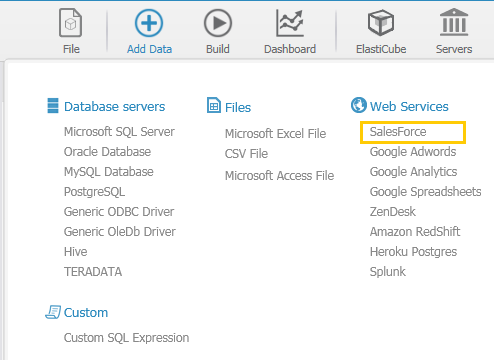 File
Add Data
Build
Dashboard
ElastiCube
Servers
Database servers
Microsoft SQL Server
Oracle Database
MySQL Database
PostgreSQL
Generic ODBC Driver
Generic OleDb Driver
Hive
TERADATA
Files
Microsoft Excel File
CSV File
Microsoft Access File
Web Services
SalesForce
Google Adwords
Google Analytics
Google Spreadsheets
ZenDesk
Amazon RedShift
Heroku Postgres
Splunk
Custom
Custom SQL Expression